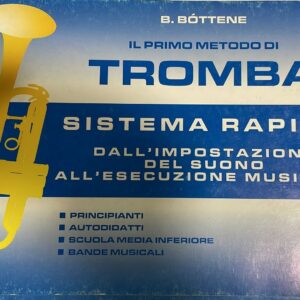 B. BÓTTENE
IL PRIMO METODO DI
TROMBA
SISTEMA RAPI
DALL'IMPOSTAZION
DEL SUONO
ALL'ESECUZIONE MUSI
PRINCIPIANTI
AUTODIDATTI
SCUOLA MEDIA INFERIORE
BANDE MUSICALI